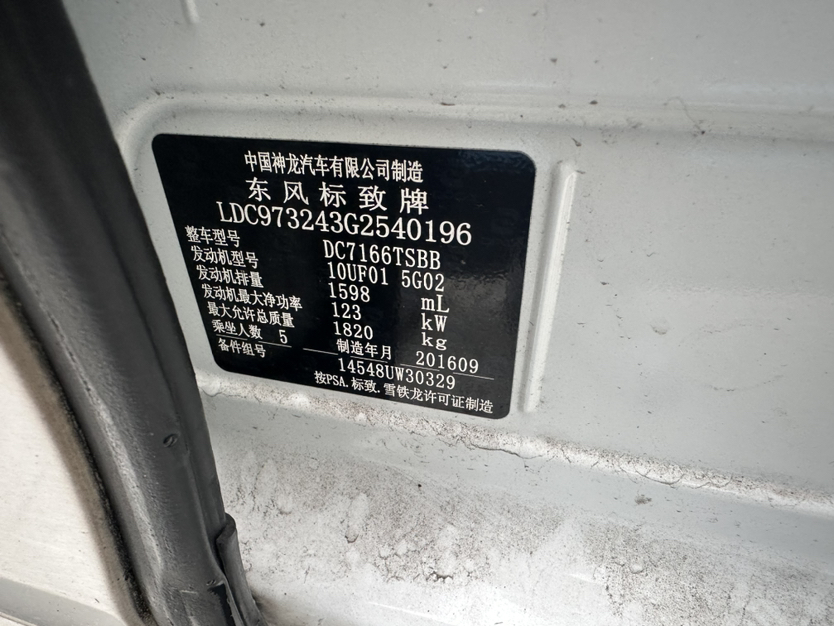 中国神龙汽车有限公司制造
东风标致牌
LDC973243G2540196
整车型号 DC7166TSBB
发动机型号 10UF01 5G02
发动机排量 1598 mL
发动机最大净功率 123 kW
最大允许总质量 1820 kg
乘坐人数 5 制造年月 201609
备件组号 14548UW30329
按PSA.标致.雪铁龙许可证制造